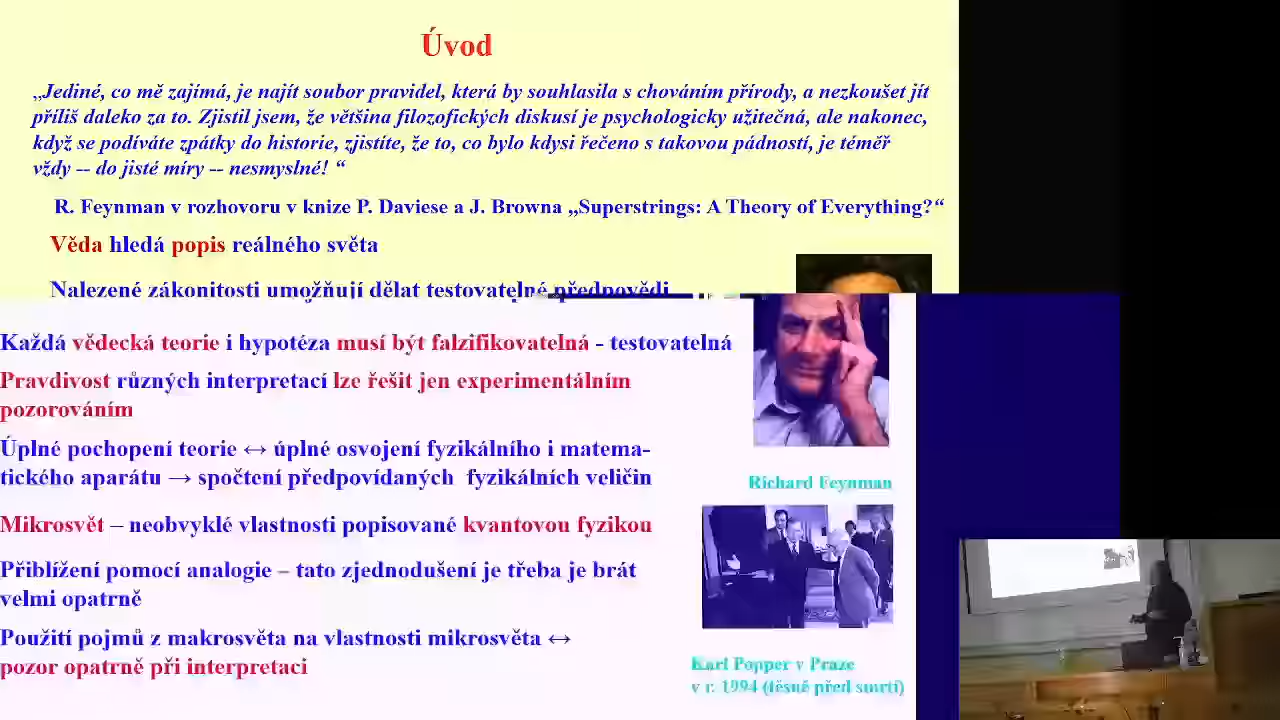 Úvod
„Jediné, co mě zajímá, je najít soubor pravidel, která by souhlasila s chováním přírody, a nezkoušet jít
příliš daleko za to. Zjistil jsem, že většina filozofických diskusí je psychologicky užitečná, ale nakonec,
když se podíváte zpátky do historie, zjistíte, že to, co bylo kdysi řečeno s takovou pádností, je téměř
vždy -- do jisté míry -- nesmyslné! “
R. Feynman v rozhovoru v knize P. Daviese a J. Browna „Superstrings: A Theory of Everything?“
Věda hledá popis reálného světa
Nalezené zákonitosti umožňují dělat testovatelné předpovědi
Každá vědecká teorie i hypotéza musí být falzifikovatelná - testovatelná
Pravdivost různých interpretací lze řešit jen experimentálním
pozorováním
Úplné pochopení teorie ↔ úplné osvojení fyzikálního i matema-
tického aparátu → spočtení předpovídaných fyzikálních veličin
Richard Feynman
Mikrosvět – neobvyklé vlastnosti popisované kvantovou fyzikou
Přiblížení pomocí analogie – tato zjednodušení je třeba je brát
velmi opatrně
Použití pojmů z makrosvěta na vlastnosti mikrosvěta ↔
pozor opatrně při interpretaci
Karl Popper v Praze
v r. 1994 (těsně před smrtí)